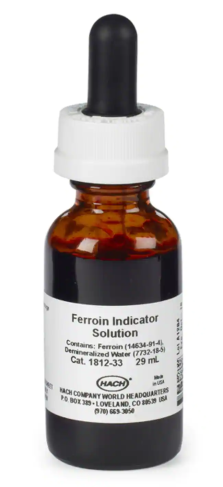 Ferroin Indicator
Solution
Contains: Ferroin (14634-91-4),
Demineralized Water (7732-18-5)
Cat. 1812-33 29 mL
HACH
Made
in USA
HACH COMPANY WORLD HEADQUARTERS
P.O. BOX 389 • LOVELAND, CO 80539 USA
(970) 669-3050